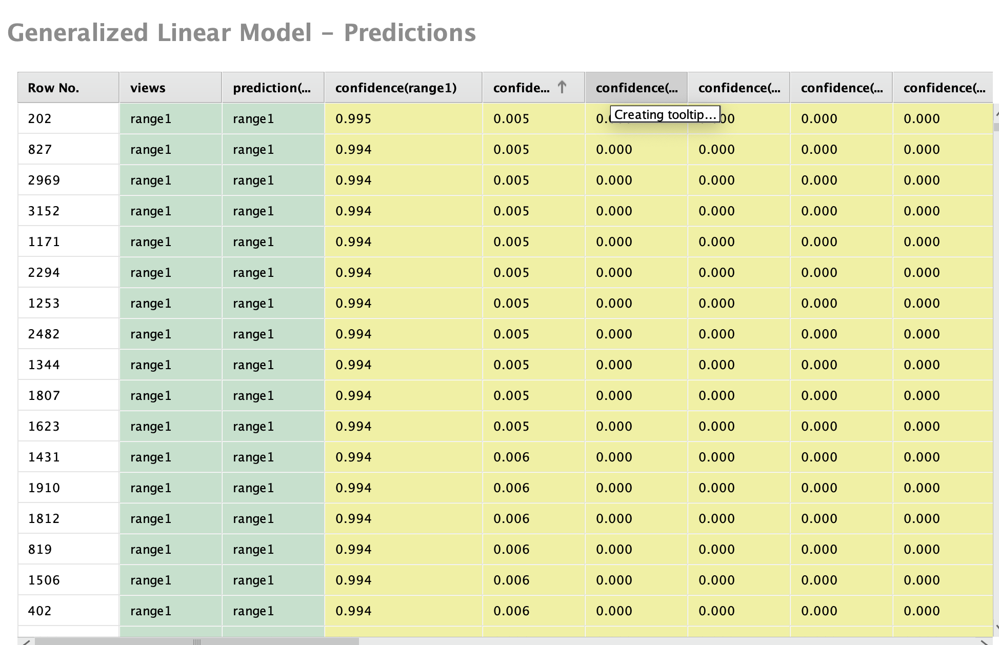 Generalized Linear Model – Predictions
Row No. views prediction(... confidence(range1) confide... ↑ confidence(... confidence(... confidence(... confidence(...
Creating tooltip...
202 range1 range1 0.995 0.005 0. 00 0.000 0.000
827 range1 range1 0.994 0.005 0.000 0.000 0.000 0.000
2969 range1 range1 0.994 0.005 0.000 0.000 0.000 0.000
3152 range1 range1 0.994 0.005 0.000 0.000 0.000 0.000
1171 range1 range1 0.994 0.005 0.000 0.000 0.000 0.000
2294 range1 range1 0.994 0.005 0.000 0.000 0.000 0.000
1253 range1 range1 0.994 0.005 0.000 0.000 0.000 0.000
2482 range1 range1 0.994 0.005 0.000 0.000 0.000 0.000
1344 range1 range1 0.994 0.005 0.000 0.000 0.000 0.000
1807 range1 range1 0.994 0.005 0.000 0.000 0.000 0.000
1623 range1 range1 0.994 0.005 0.000 0.000 0.000 0.000
1431 range1 range1 0.994 0.006 0.000 0.000 0.000 0.000
1910 range1 range1 0.994 0.006 0.000 0.000 0.000 0.000
1812 range1 range1 0.994 0.006 0.000 0.000 0.000 0.000
819 range1 range1 0.994 0.006 0.000 0.000 0.000 0.000
1506 range1 range1 0.994 0.006 0.000 0.000 0.000 0.000
402 range1 range1 0.994 0.006 0.000 0.000 0.000 0.000